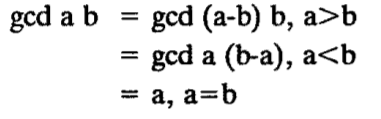 gcd a b = gcd (a-b) b, a>b
= gcd a (b-a), a<b
= a, a=b